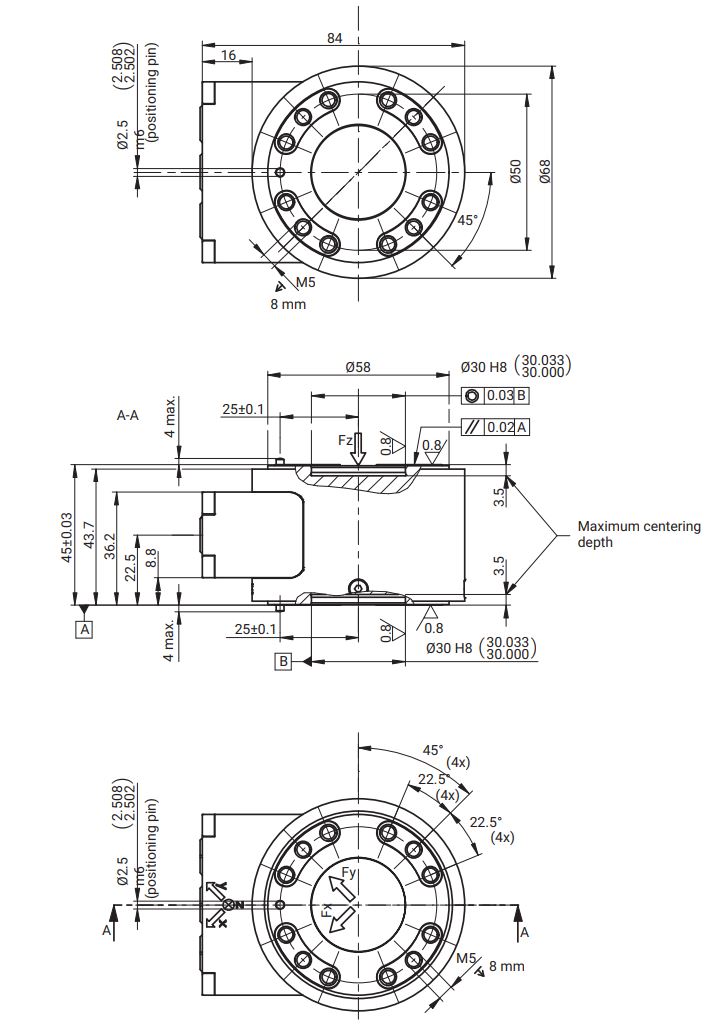 84
16
Ø2.5 m6 (2.508)
(2.502)
(positioning pin)
Ø50
Ø68
45°
M5
8 mm
Ø58
Ø30 H8 (30.033)
(30.000)
0.03 B
A-A
4 max.
25±0.1
Fz
0.8
0.8
// 0.02 A
45±0.03
43.7
36.2
22.5
8.8
3.5
3.5
Maximum centering
depth
A
4 max.
25±0.1
0.8
0.8
B
Ø30 H8 (30.033)
(30.000)
45°
(4x)
22.5°
(4x)
22.5°
(4x)
Ø2.5 m6 (2.508)
(2.502)
(positioning pin)
Fy
Fx
Y
Z
X
A
A
M5
8 mm